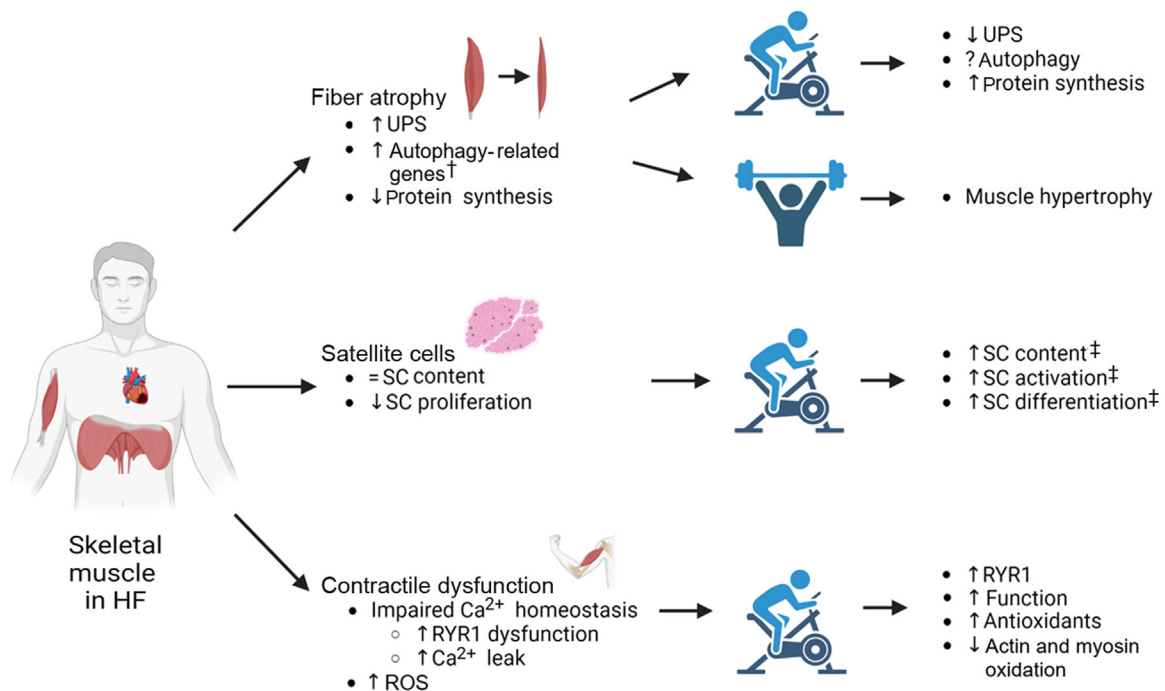 Fiber atrophy
• ↑ UPS
• ↑ Autophagy-related
genes†
• ↓ Protein synthesis
• ↓ UPS
• ? Autophagy
• ↑ Protein synthesis
• Muscle hypertrophy
Skeletal
muscle
in HF
Satellite cells
• = SC content
• ↓ SC proliferation
• ↑ SC content‡
• ↑ SC activation‡
• ↑ SC differentiation‡
Contractile dysfunction
• Impaired Ca²⁺ homeostasis
○ ↑ RYR1 dysfunction
○ ↑ Ca²⁺ leak
• ↑ ROS
• ↑ RYR1
• ↑ Function
• ↑ Antioxidants
• ↓ Actin and myosin
oxidation